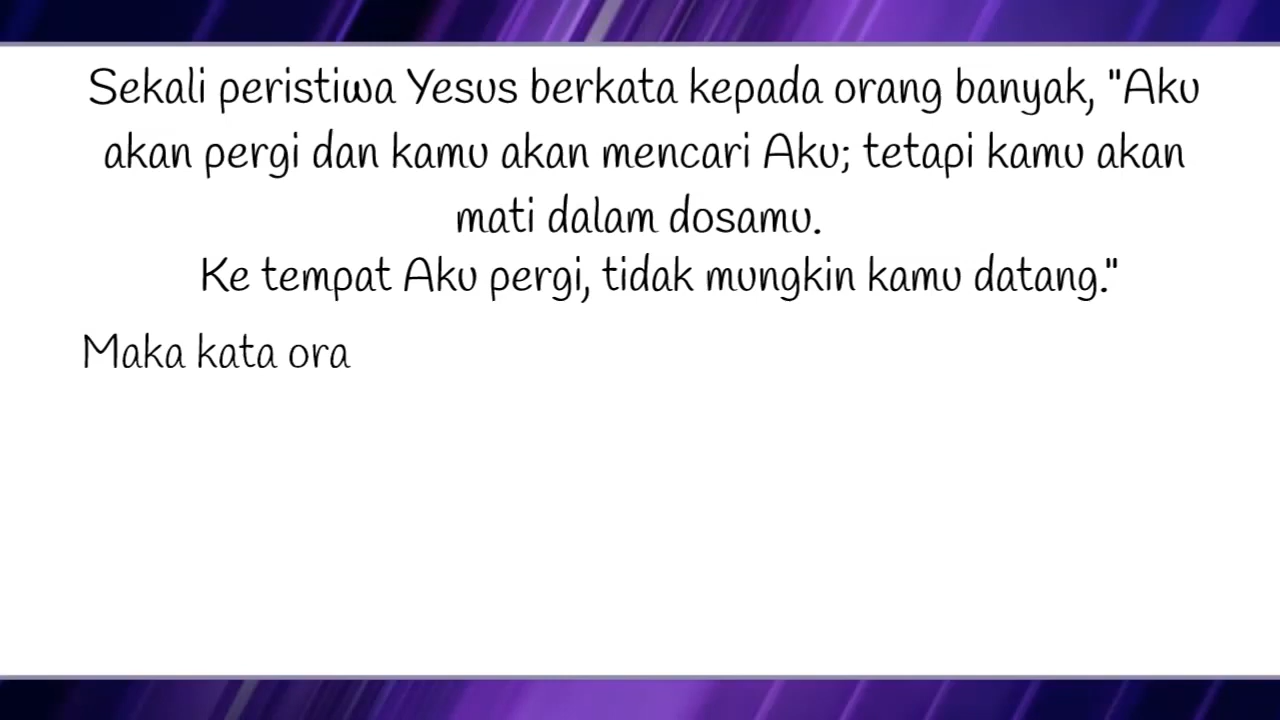 Sekali peristiwa Yesus berkata kepada orang banyak, "Aku
akan pergi dan kamu akan mencari Aku; tetapi kamu akan
mati dalam dosamu.
Ke tempat Aku pergi, tidak mungkin kamu datang."
Maka kata ora